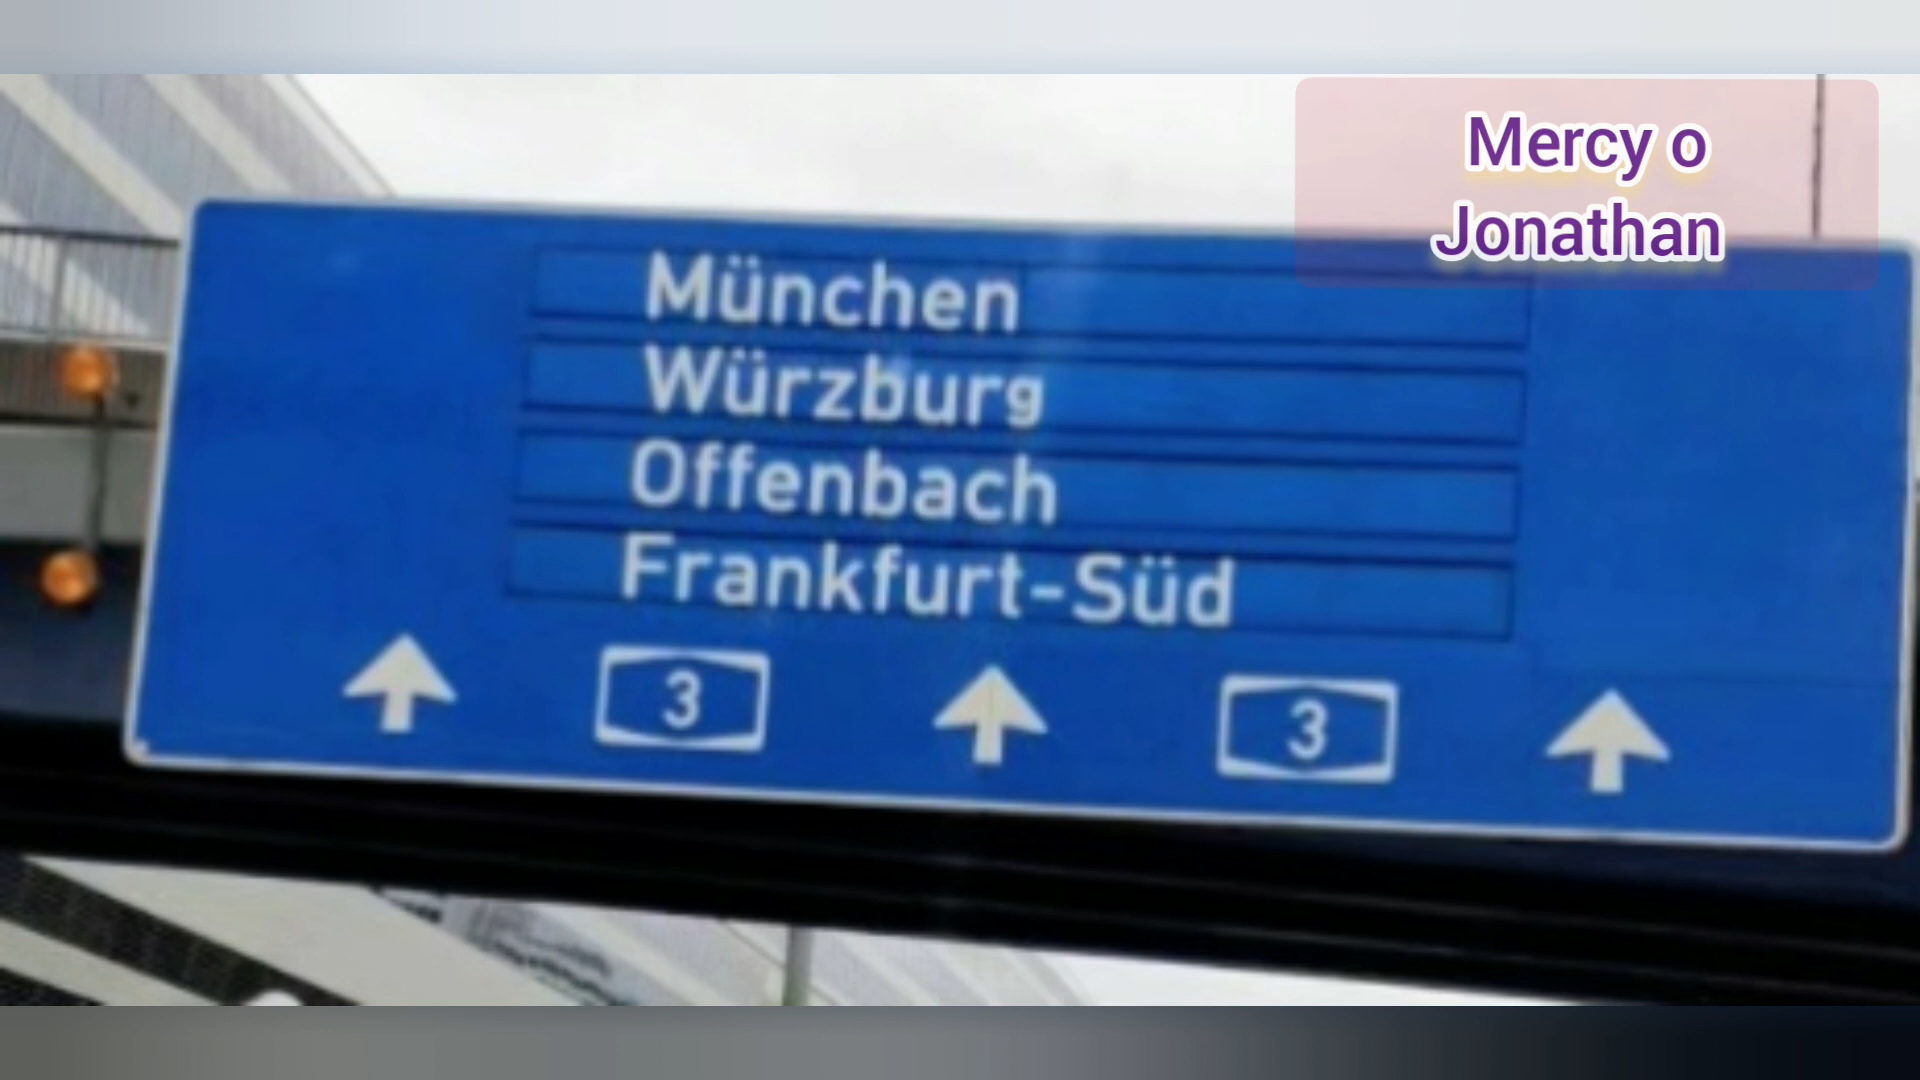 Mercy o
Jonathan
München
Würzburg
Offenbach
Frankfurt-Süd
3
3